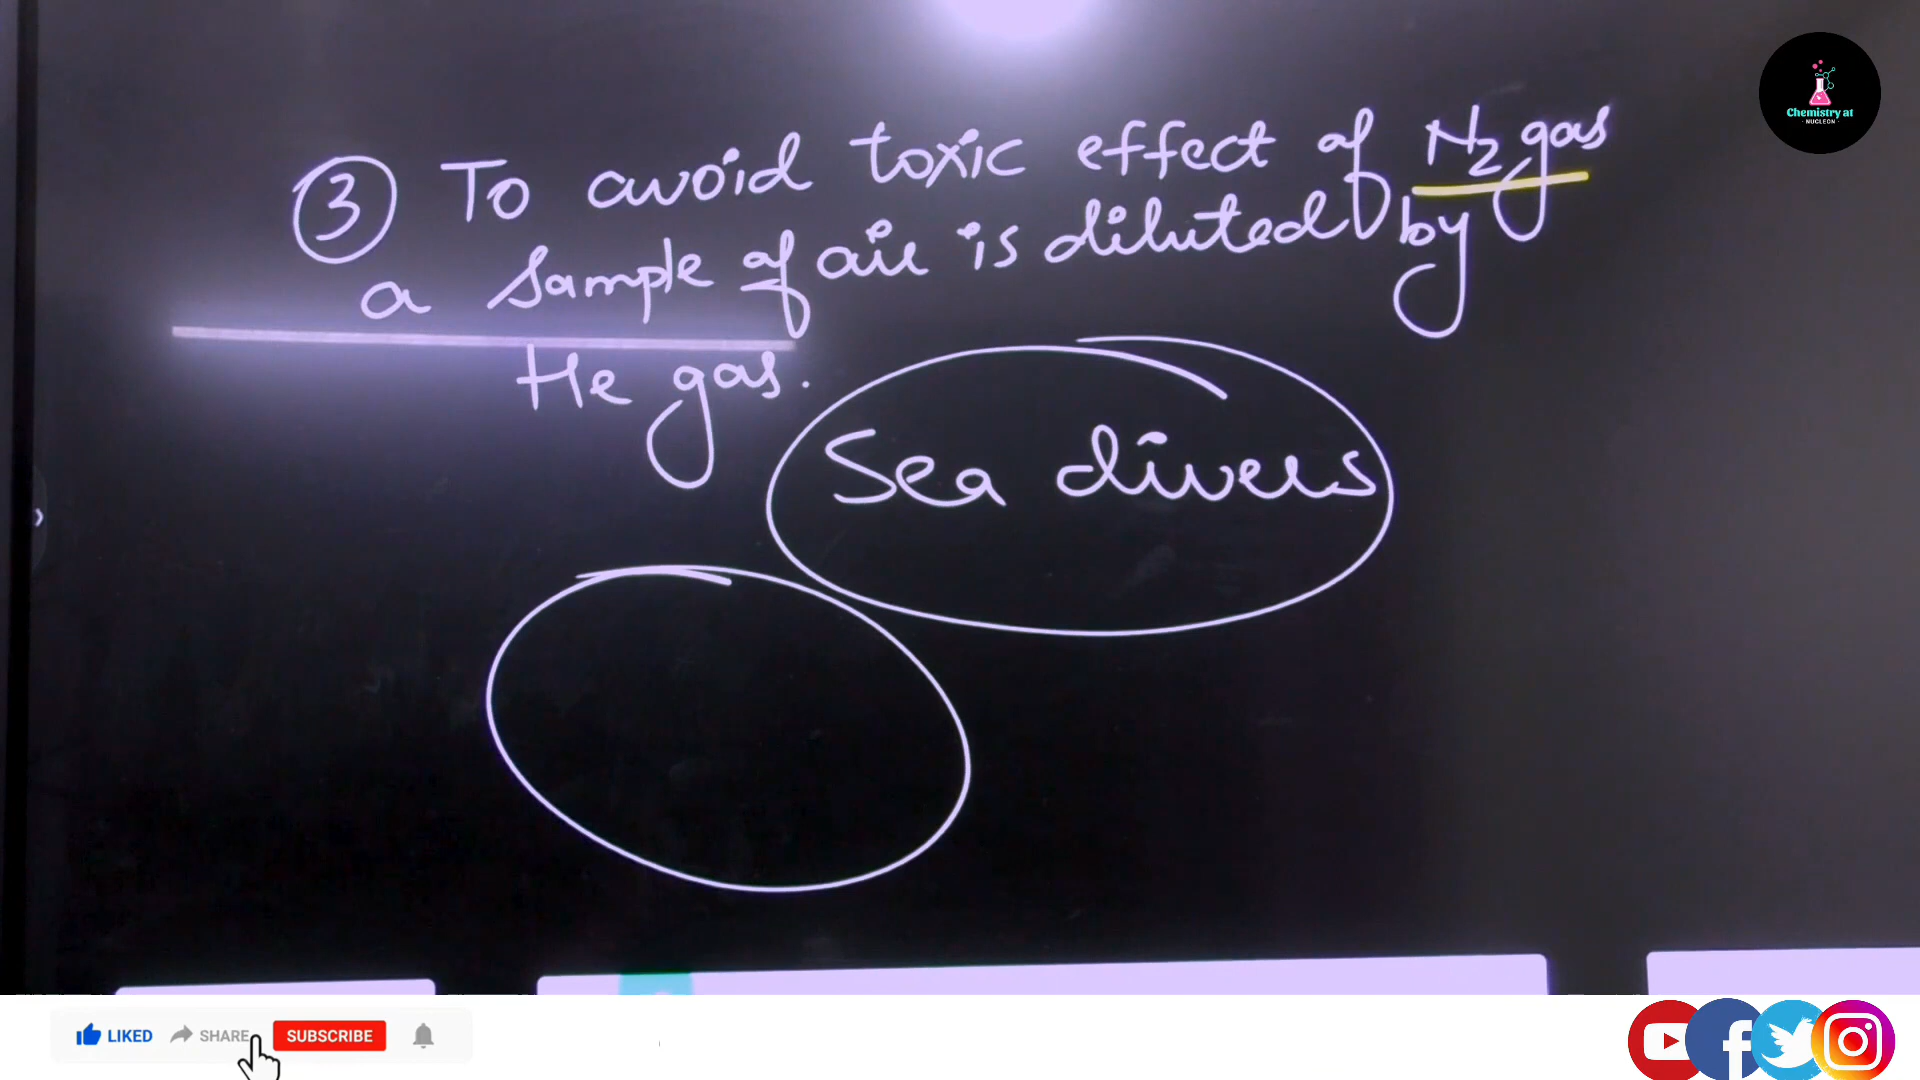 ③ To avoid toxic effect of N₂ gas
a sample of air is diluted by
He gas.
Sea divers
Chemistry at
NUCLEON
LIKED SHARE SUBSCRIBE